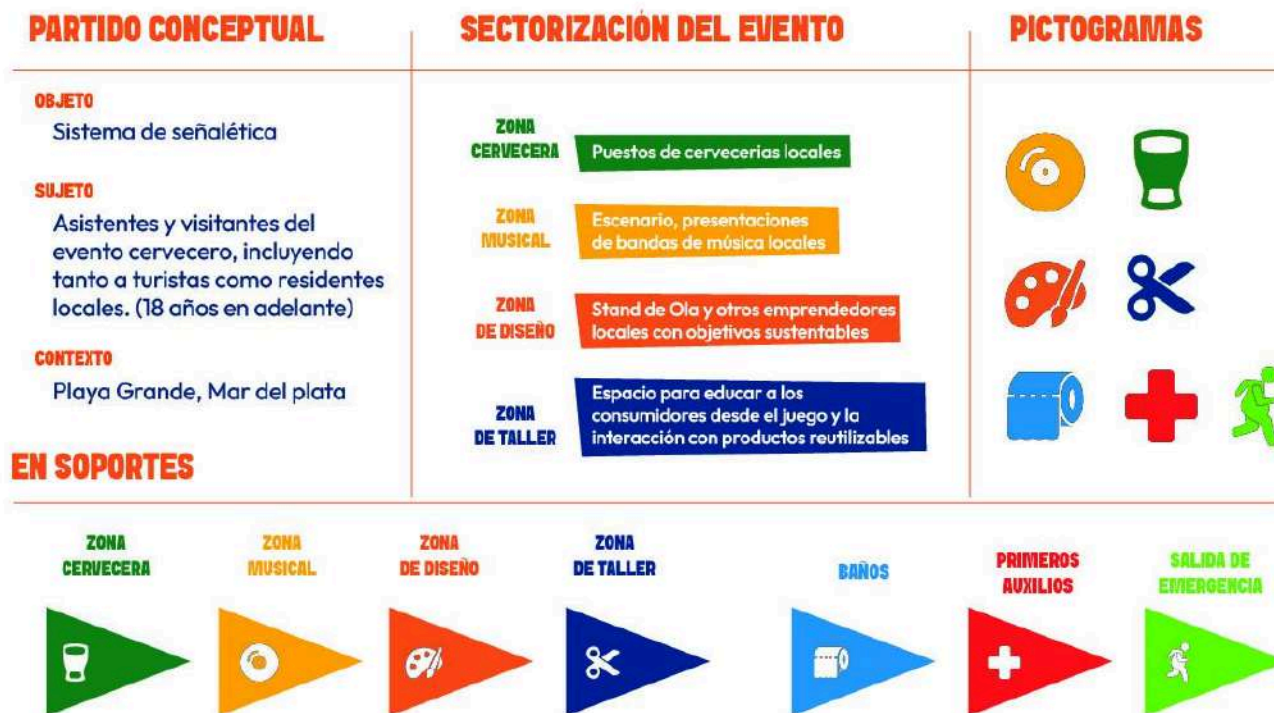 PARTIDO CONCEPTUAL
OBJETO
Sistema de señalética
SUJETO
Asistentes y visitantes del
evento cervecero, incluyendo
tanto a turistas como residentes
locales. (18 años en adelante)
CONTEXTO
Playa Grande, Mar del plata
SECTORIZACIÓN DEL EVENTO
ZONA
CERVECERA
Puestos de cervecerias locales
ZONA
MUSICAL
Escenario, presentaciones
de bandas de música locales
ZONA
DE DISEÑO
Stand de Ola y otros emprendedores
locales con objetivos sustentables
ZONA
DE TALLER
Espacio para educar a los
consumidores desde el juego y la
interacción con productos reutilizables
PICTOGRAMAS
EN SOPORTES
ZONA
CERVECERA
ZONA
MUSICAL
ZONA
DE DISEÑO
ZONA
DE TALLER
BAÑOS
PRIMEROS
AUXILIOS
SALIDA DE
EMERGENCIA